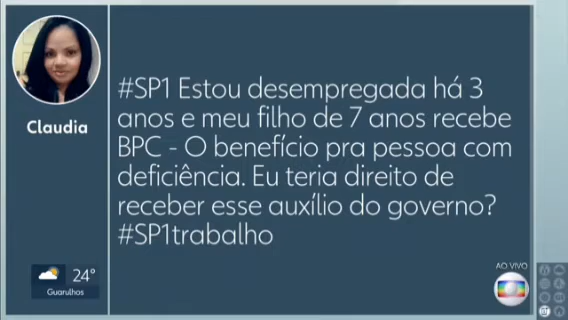 Claudia
#SP1 Estou desempregada há 3
anos e meu filho de 7 anos recebe
BPC - O benefício pra pessoa com
deficiência. Eu teria direito de
receber esse auxílio do governo?
#SP1trabalho
24°
Guarulhos
AO VIVO